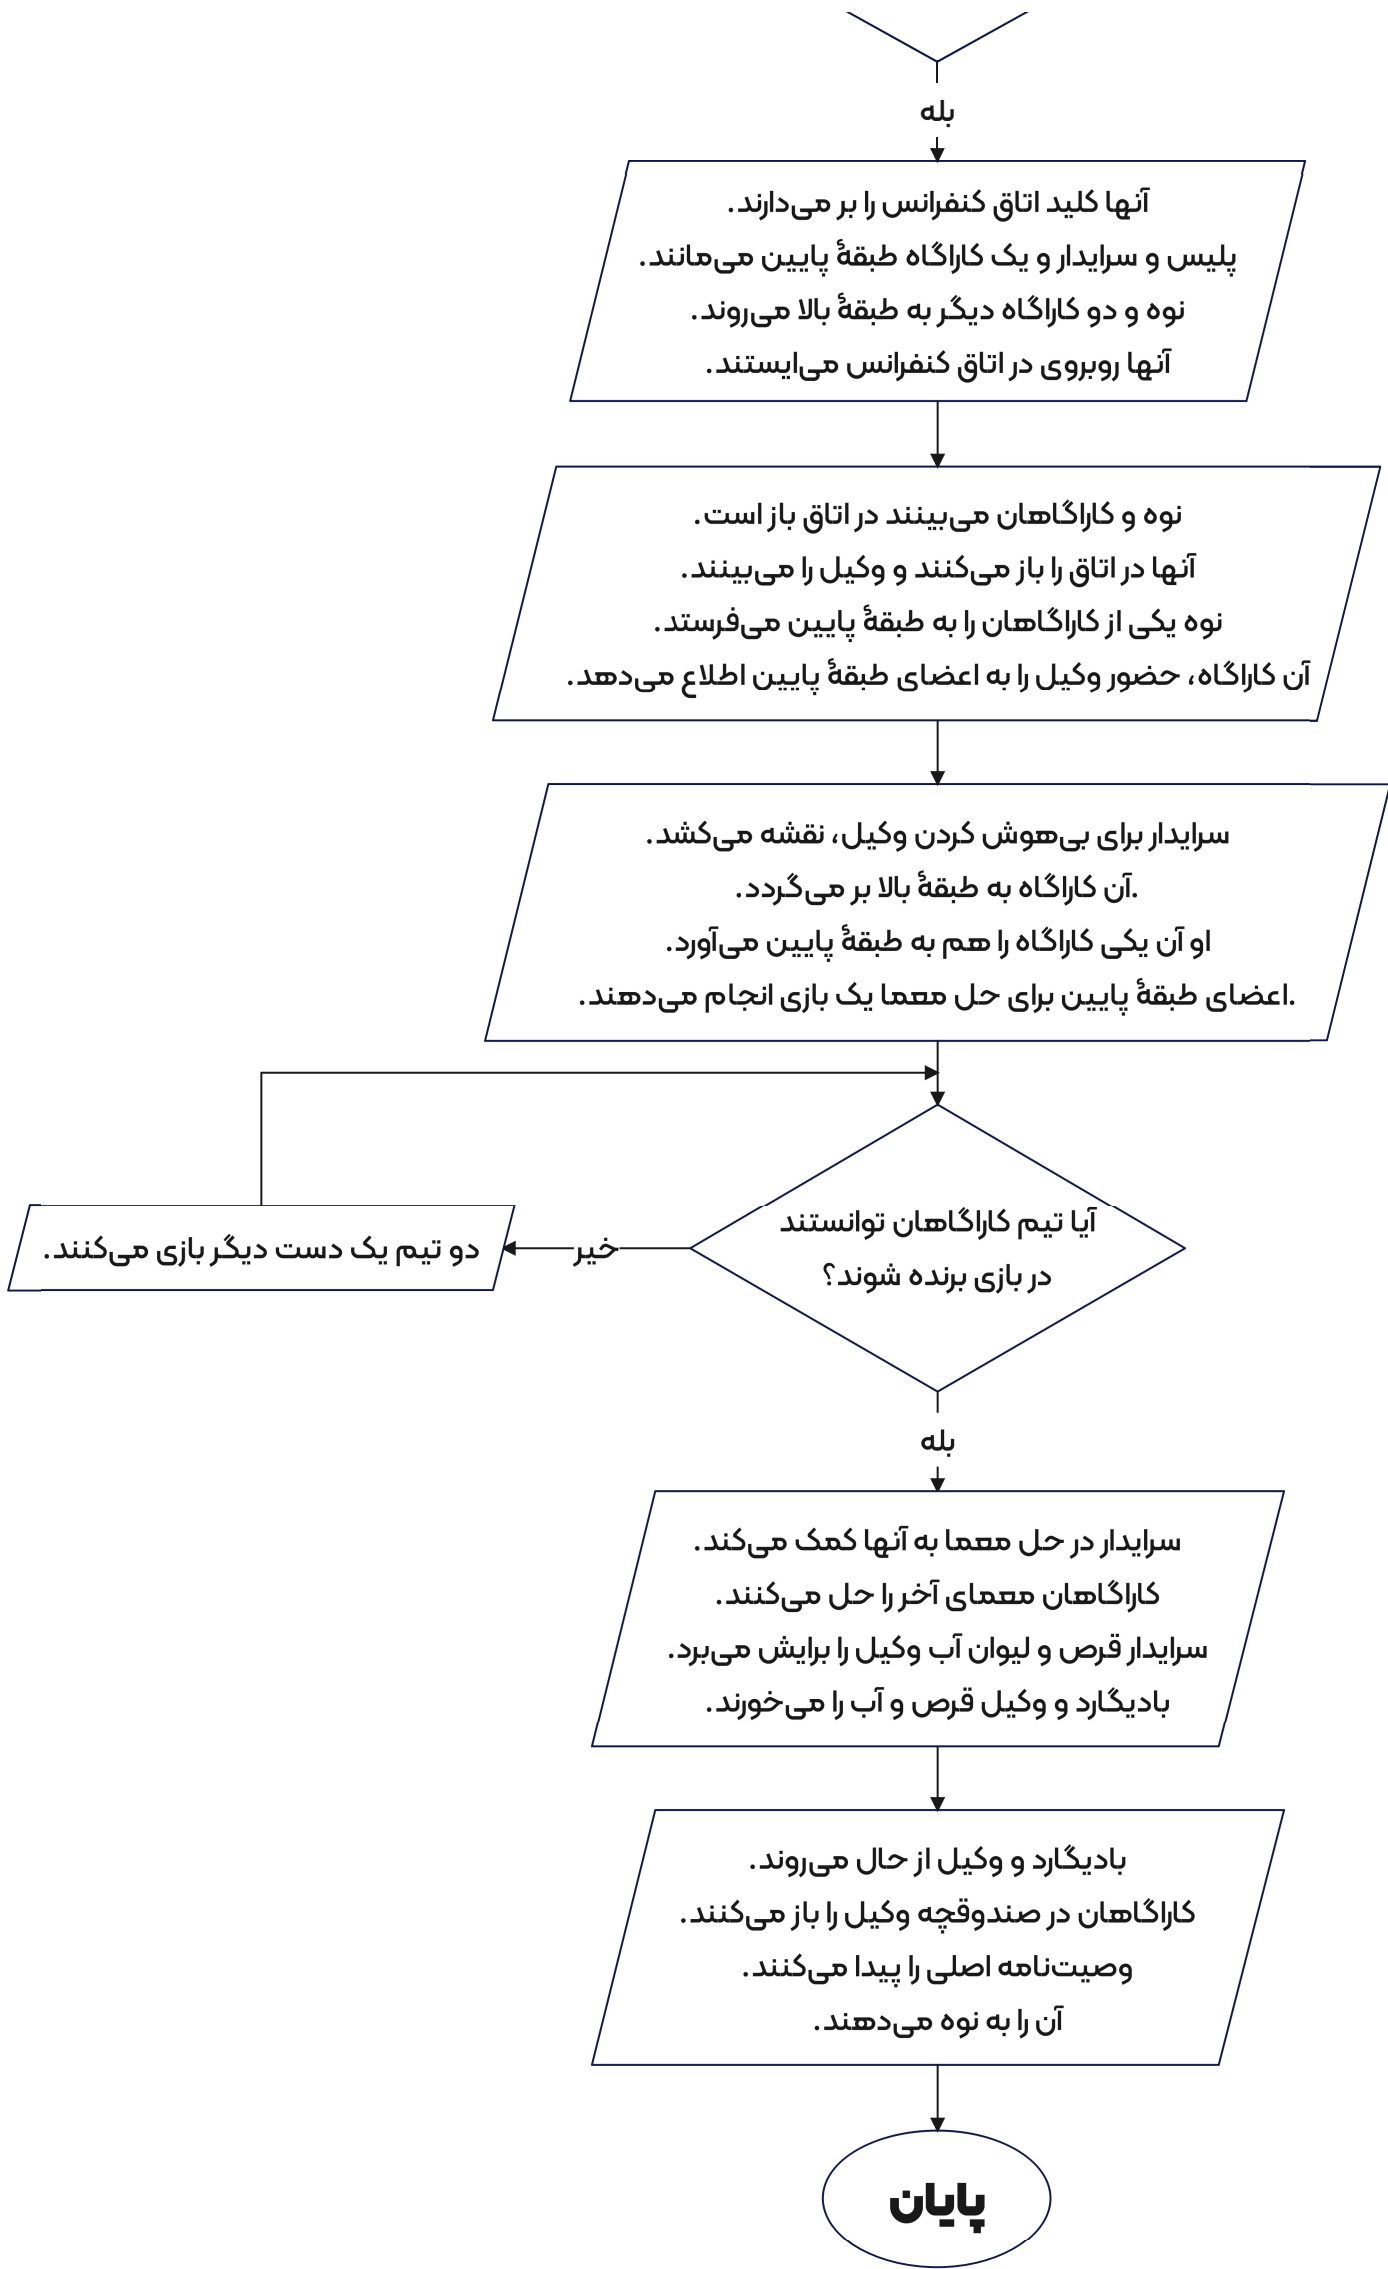 بله
آنها کلید اتاق کنفرانس را بر می‌دارند.
پلیس و سرایدار و یک کاراگاه طبقهٔ پایین می‌مانند.
نوه و دو کاراگاه دیگر به طبقهٔ بالا می‌روند.
آنها روبروی در اتاق کنفرانس می‌ایستند.
نوه و کاراگاهان می‌بینند در اتاق باز است.
آنها در اتاق را باز می‌کنند و وکیل را می‌بینند.
نوه یکی از کاراگاهان را به طبقهٔ پایین می‌فرستد.
آن کاراگاه، حضور وکیل را به اعضای طبقهٔ پایین اطلاع می‌دهد.
سرایدار برای بی‌هوش کردن وکیل، نقشه می‌کشد.
.آن کاراگاه به طبقهٔ بالا بر می‌گردد.
او آن یکی کاراگاه را هم به طبقهٔ پایین می‌آورد.
.اعضای طبقهٔ پایین برای حل معما یک بازی انجام می‌دهند.
آیا تیم کاراگاهان توانستند
در بازی برنده شوند؟
خیر
دو تیم یک دست دیگر بازی می‌کنند.
بله
سرایدار در حل معما به آنها کمک می‌کند.
کاراگاهان معمای آخر را حل می‌کنند.
سرایدار قرص و لیوان آب وکیل را برایش می‌برد.
بادیگارد و وکیل قرص و آب را می‌خورند.
بادیگارد و وکیل از حال می‌روند.
کاراگاهان در صندوقچه وکیل را باز می‌کنند.
وصیت‌نامه اصلی را پیدا می‌کنند.
آن را به نوه می‌دهند.
پایان